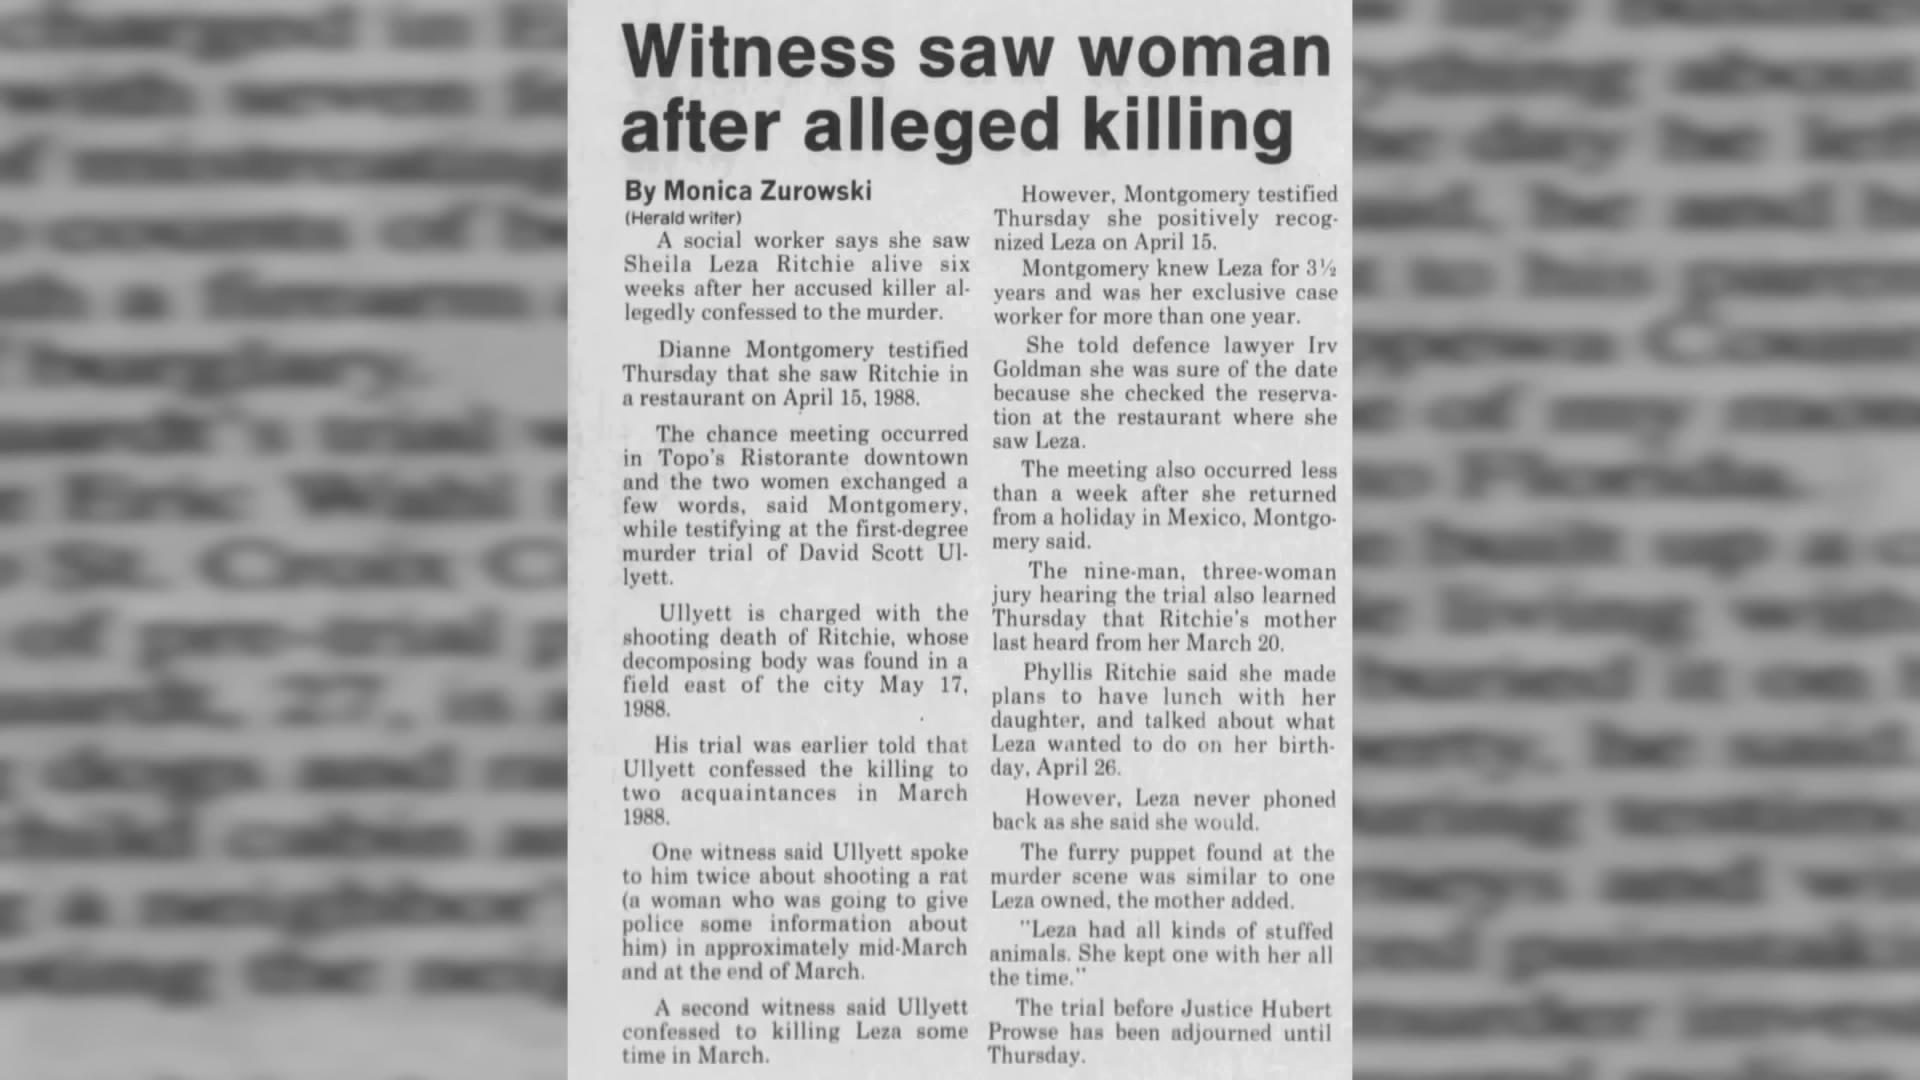 Witness saw woman
after alleged killing
By Monica Zurowski
(Herald writer)
A social worker says she saw
Sheila Leza Ritchie alive six
weeks after her accused killer al-
legedly confessed to the murder.
Dianne Montgomery testified
Thursday that she saw Ritchie in
a restaurant on April 15, 1988.
The chance meeting occurred
in Topo's Ristorante downtown
and the two women exchanged a
few words, said Montgomery,
while testifying at the first-degree
murder trial of David Scott Ul-
lyett.
Ullyett is charged with the
shooting death of Ritchie, whose
decomposing body was found in a
field east of the city May 17,
1988.
His trial was earlier told that
Ullyett confessed the killing to
two acquaintances in March
1988.
One witness said Ullyett spoke
to him twice about shooting a rat
(a woman who was going to give
police some information about
him) in approximately mid-March
and at the end of March.
A second witness said Ullyett
confessed to killing Leza some
time in March.
However, Montgomery testified
Thursday she positively recog-
nized Leza on April 15.
Montgomery knew Leza for 3½
years and was her exclusive case
worker for more than one year.
She told defence lawyer Irv
Goldman she was sure of the date
because she checked the reserva-
tion at the restaurant where she
saw Leza.
The meeting also occurred less
than a week after she returned
from a holiday in Mexico, Montgo-
mery said.
The nine-man, three-woman
jury hearing the trial also learned
Thursday that Ritchie's mother
last heard from her March 20.
Phyllis Ritchie said she made
plans to have lunch with her
daughter, and talked about what
Leza wanted to do on her birth-
day, April 26.
However, Leza never phoned
back as she said she would.
The furry puppet found at the
murder scene was similar to one
Leza owned, the mother added.
"Leza had all kinds of stuffed
animals. She kept one with her all
the time."
The trial before Justice Hubert
Prowse has been adjourned until
Thursday.